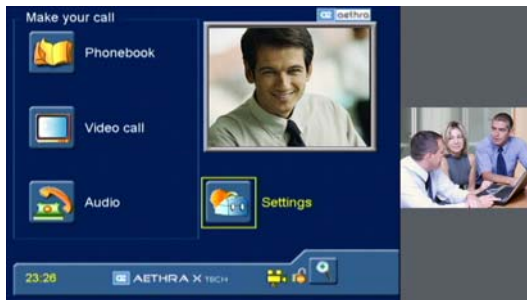 Make your call
aethra
Phonebook
Video call
Audio
Settings
23:26
AETHRA X TECH